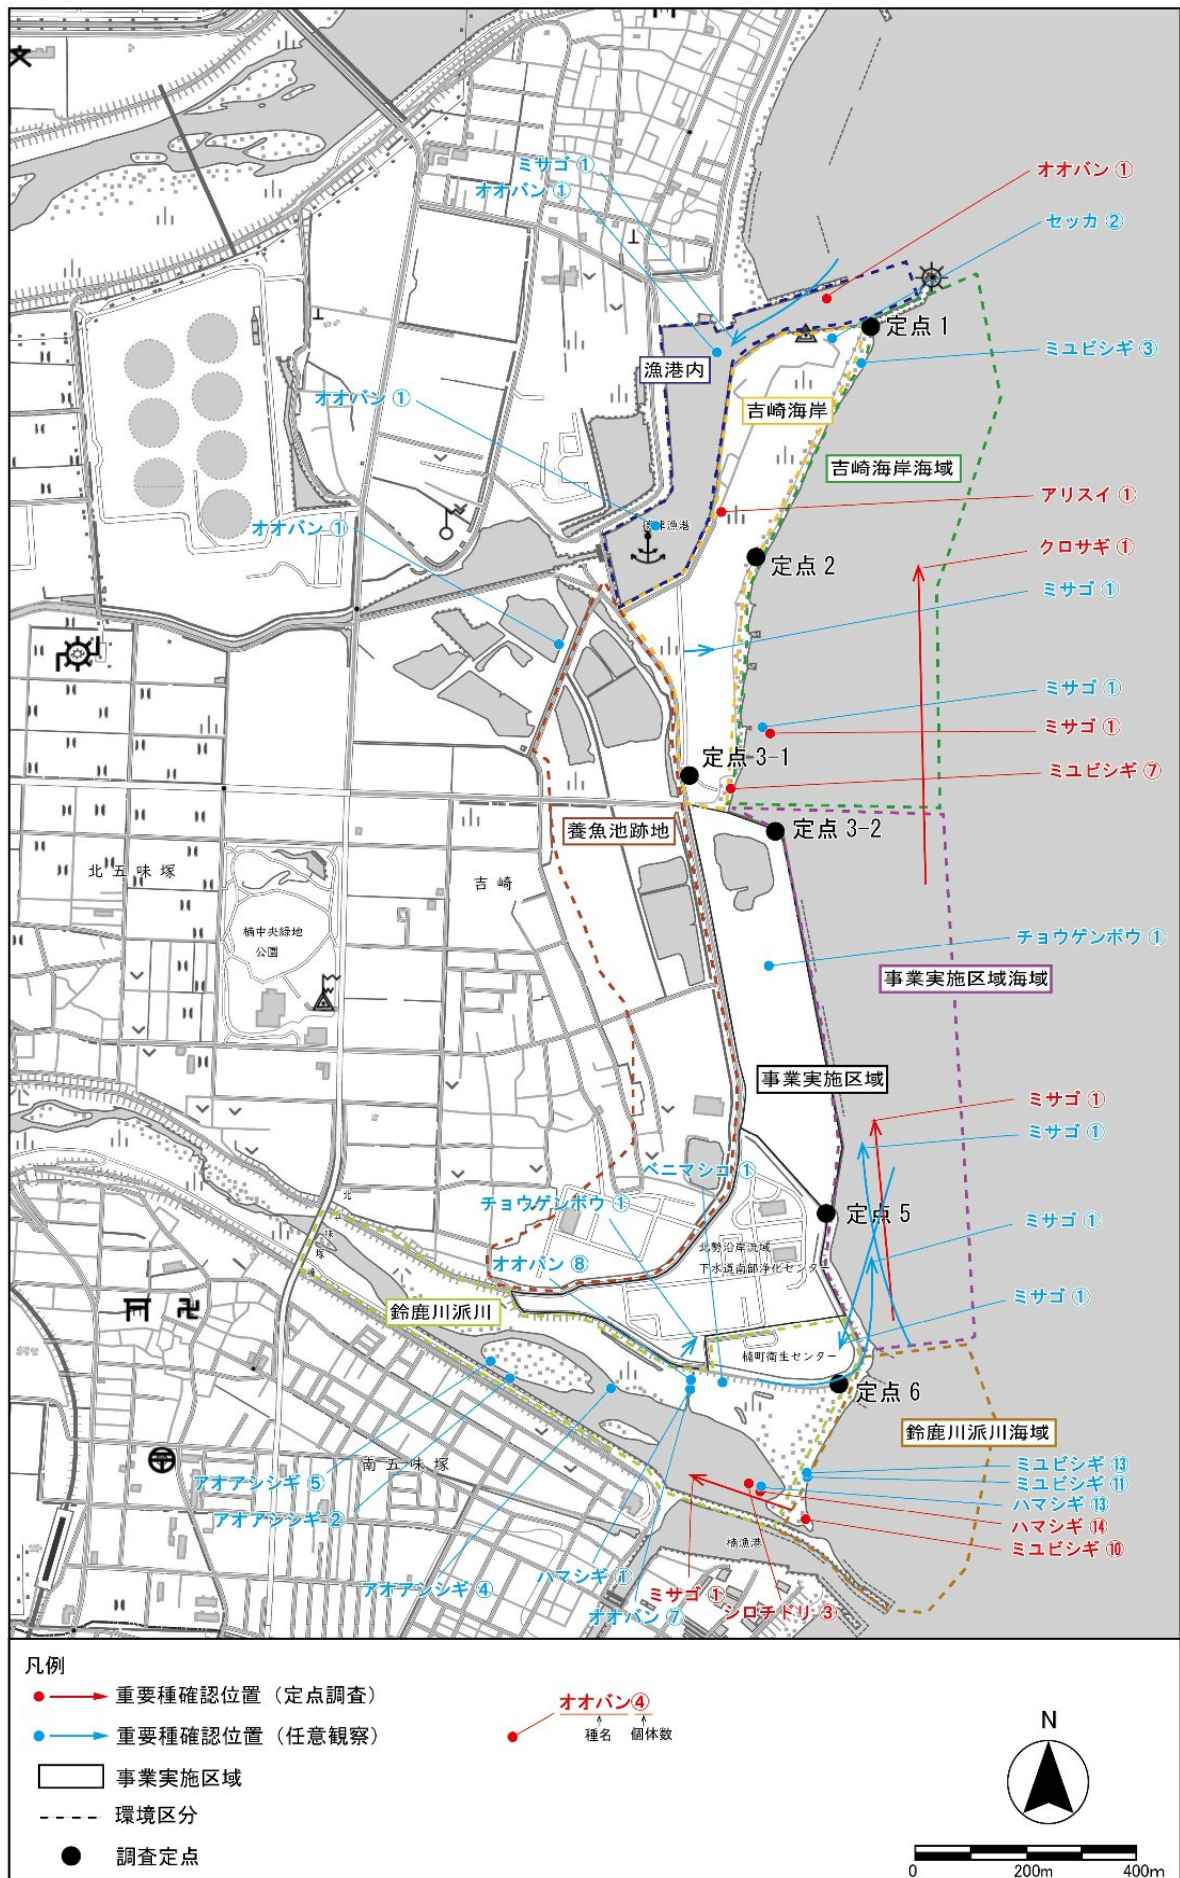 ミサゴ ①
オオバン ①
オオバン ①
セッカ ②
定点 1
ミユビシギ ③
漁港内
オオバン ①
吉崎海岸
吉崎海岸海域
アリスイ ①
オオバン ①
クロサギ ①
定点 2
ミサゴ ①
ミサゴ ①
ミサゴ ①
定点 3-1
ミユビシギ ⑦
養魚池跡地
定点 3-2
北五味塚
吉崎
楠中央緑地
公園
チョウゲンボウ ①
事業実施区域海域
事業実施区域
ミサゴ ①
ミサゴ ①
ベニマシコ ①
チョウゲンボウ ①
定点 5
ミサゴ ①
北勢沿岸流域
下水道南部浄化センター
オオバン ⑧
ミサゴ ①
鈴鹿川派川
楠町衛生センター
定点 6
鈴鹿川派川海域
南五味塚
アオアシシギ ⑤
ミユビシギ ⑬
ミユビシギ ⑪
ハマシギ ⑬
アオアシシギ ②
ハマシギ ⑭
楠漁港
ミユビシギ ⑩
アオアシシギ ④
ハマシギ ①
オオバン ⑦
ミサゴ ①
シロチドリ ③
凡例
重要種確認位置（定点調査）
オオバン④
種名 個体数
重要種確認位置（任意観察）
事業実施区域
環境区分
調査定点
N
0 200m 400m